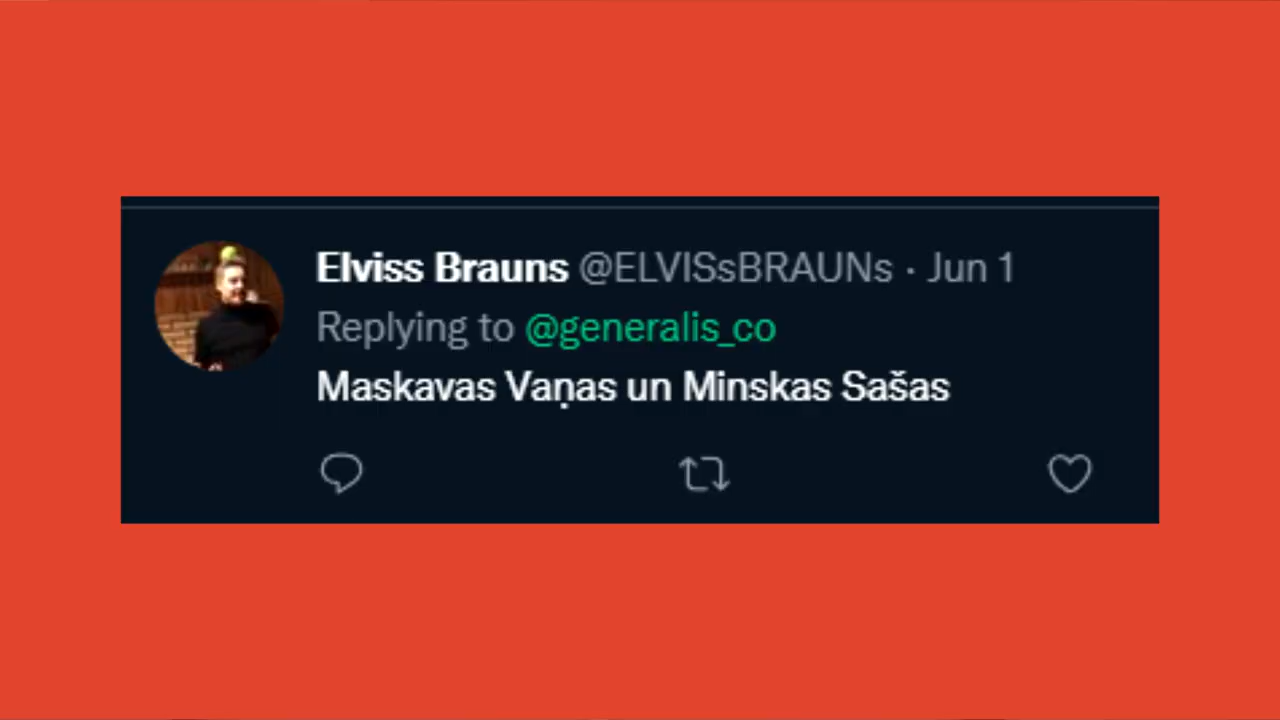 Elviss Brauns @ELVISsBRAUNs · Jun 1
Replying to @generalis_co
Maskavas Vaņas un Minskas Sašas